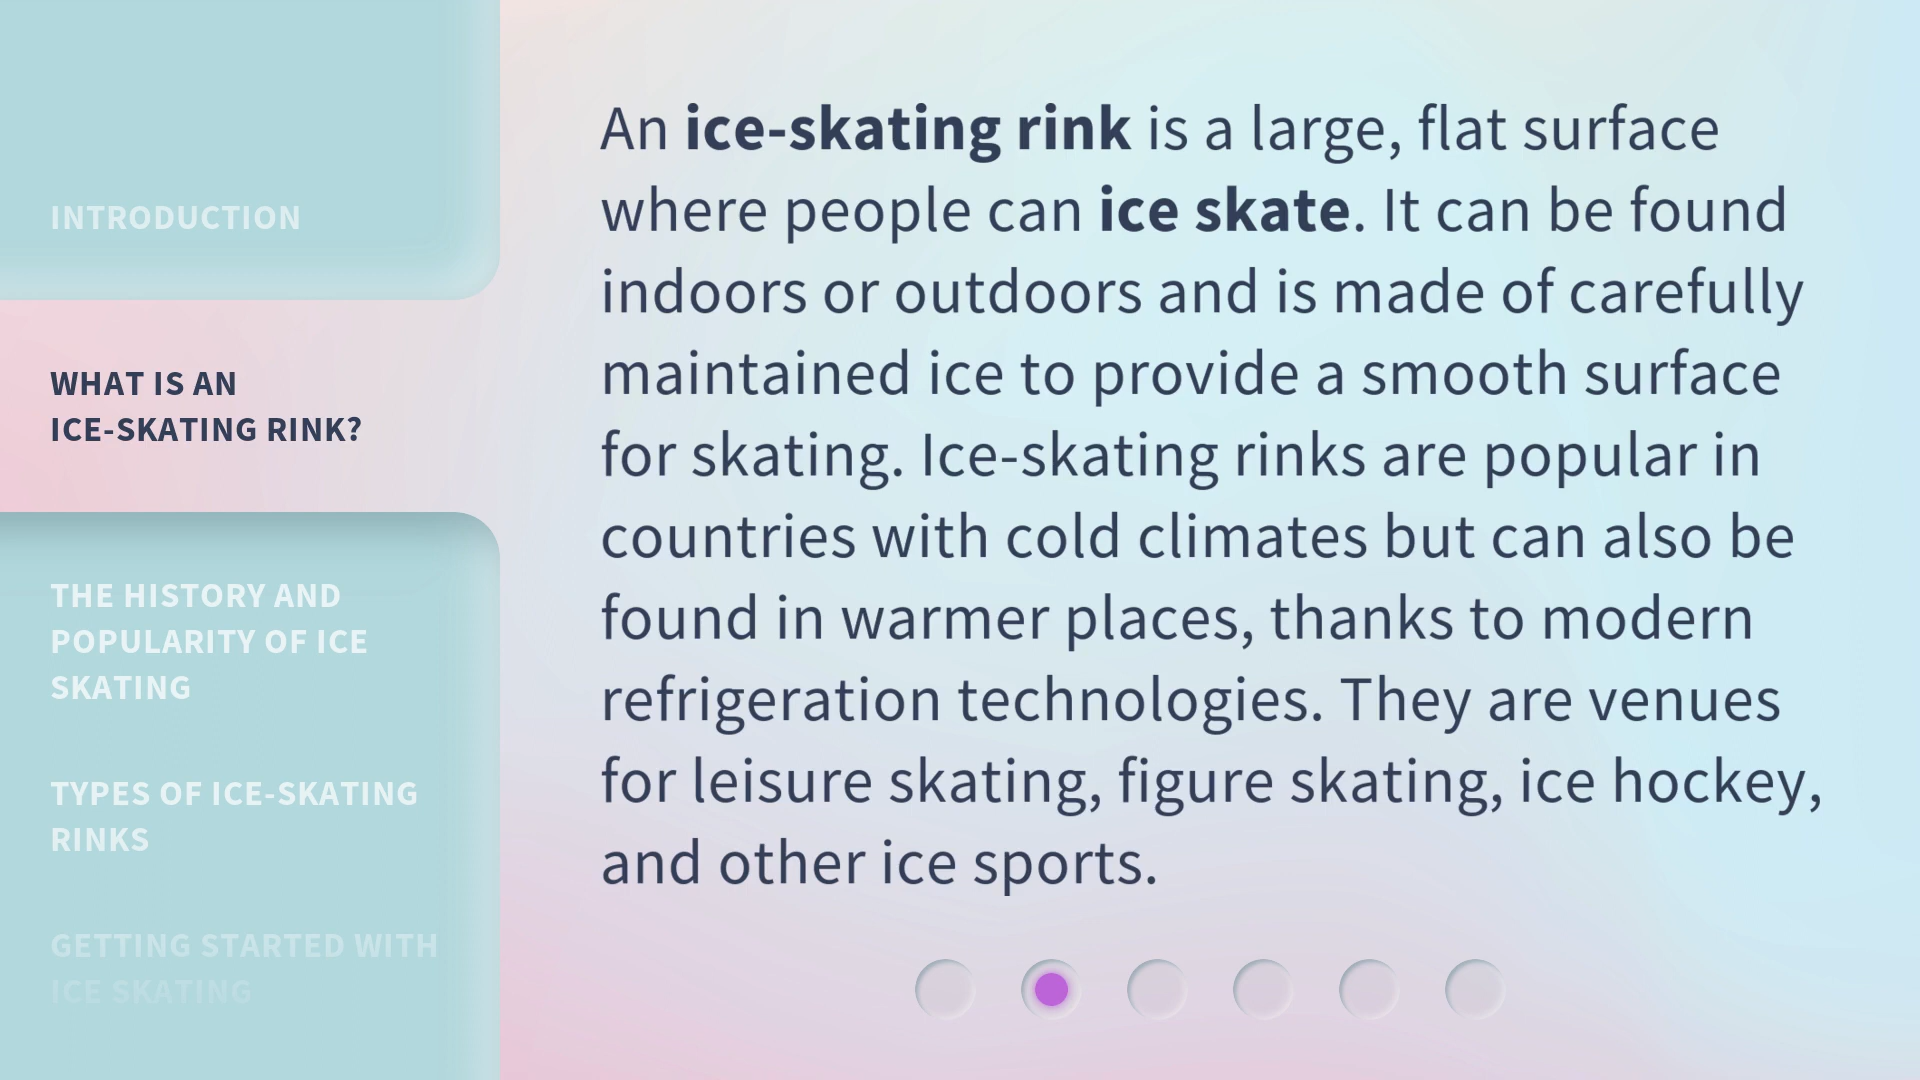 INTRODUCTION
WHAT IS AN
ICE-SKATING RINK?
THE HISTORY AND
POPULARITY OF ICE
SKATING
TYPES OF ICE-SKATING
RINKS
GETTING STARTED WITH
ICE SKATING
An ice-skating rink is a large, flat surface
where people can ice skate. It can be found
indoors or outdoors and is made of carefully
maintained ice to provide a smooth surface
for skating. Ice-skating rinks are popular in
countries with cold climates but can also be
found in warmer places, thanks to modern
refrigeration technologies. They are venues
for leisure skating, figure skating, ice hockey,
and other ice sports.